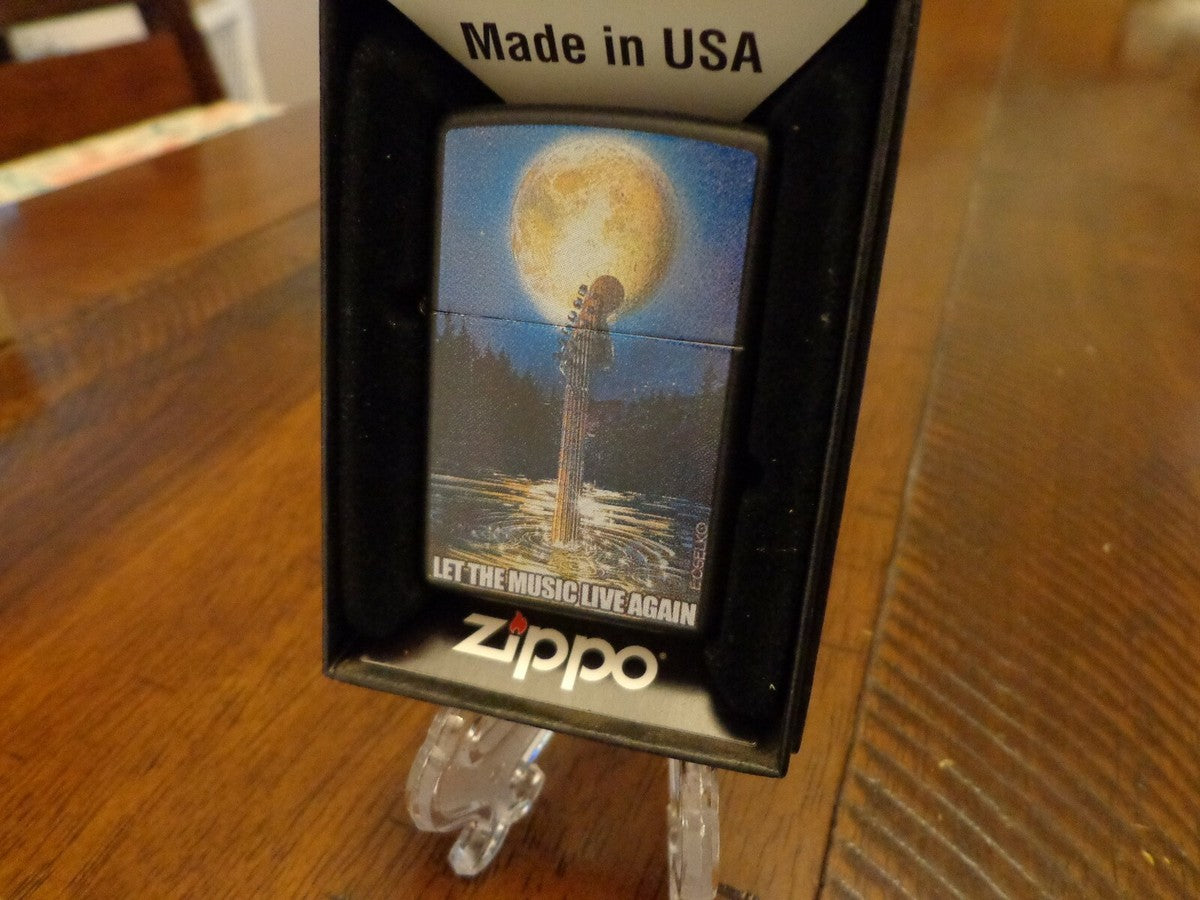 Made in USA
LET THE MUSIC LIVE AGAIN
zippo